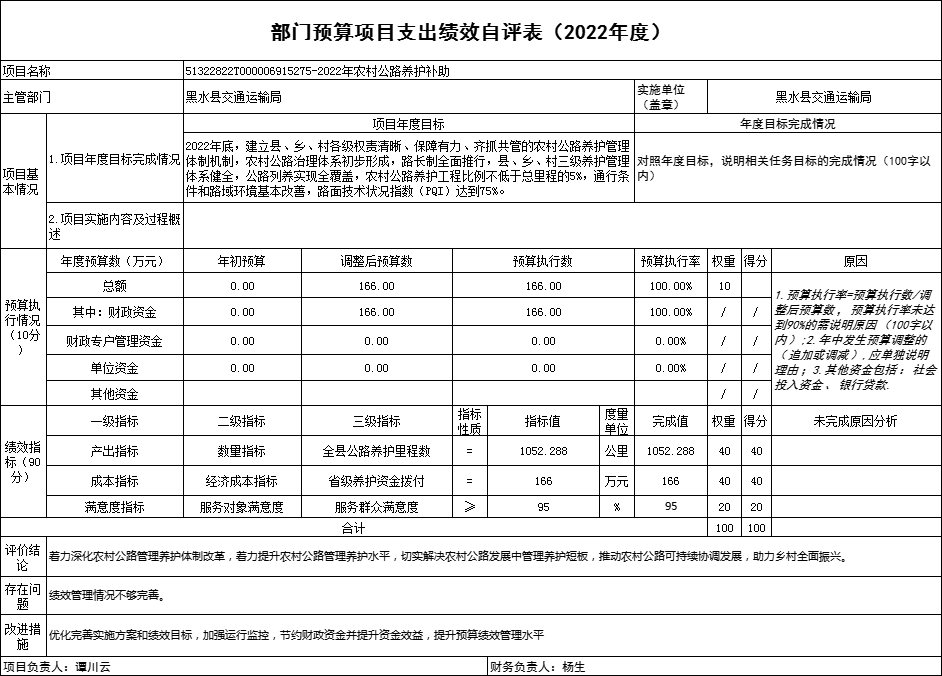 部门预算项目支出绩效自评表（2022年度）
项目名称 51322822T000006915275-2022年农村公路养护补助
主管部门 黑水县交通运输局 实施单位（盖章） 黑水县交通运输局
项目基本情况 1.项目年度目标完成情况 项目年度目标 年度目标完成情况
2022年底，建立县、乡、村各级权责清晰、保障有力、齐抓共管的农村公路养护管理
体制机制，农村公路治理体系初步形成，路长制全面推行，县、乡、村三级养护管理
体系健全，公路列养实现全覆盖，农村公路养护工程比例不低于总里程的5%，通行条
件和路域环境基本改善，路面技术状况指数（PQI）达到75%。
对照年度目标，说明相关任务目标的完成情况（100字以
内）
2.项目实施内容及过程概
述
预算执行情况（10分） 年度预算数（万元） 年初预算 调整后预算数 预算执行数 预算执行率 权重 得分 原因
总额 0.00 166.00 166.00 100.00% 10
其中：财政资金 0.00 166.00 166.00 100.00% / /
财政专户管理资金 0.00 0.00 0.00 0.00% / /
单位资金 0.00 0.00 0.00 0.00% / /
其他资金 / /
1.预算执行率=预算执行数/调
整后预算数， 预算执行率未达
到90%的需说明原因（100字以
内）;2.年中发生预算调整的
（追加或调减）,应单独说明
理由；3.其他资金包括：社会
投入资金、银行贷款.
绩效指标（90分） 一级指标 二级指标 三级指标 指标性质 指标值 度量单位 完成值 权重 得分 未完成原因分析
产出指标 数量指标 全县公路养护里程数 = 1052.288 公里 1052.288 40 40
成本指标 经济成本指标 省级养护资金拨付 = 166 万元 166 40 40
满意度指标 服务对象满意度 服务群众满意度 ≥ 95 % 95 20 20
合计 100 100
评价结论 着力深化农村公路管理养护体制改革，着力提升农村公路管理养护水平，切实解决农村公路发展中管理养护短板，推动农村公路可持续协调发展，助力乡村全面振兴。
存在问题 绩效管理情况不够完善。
改进措施 优化完善实施方案和绩效目标，加强运行监控，节约财政资金并提升资金效益，提升预算绩效管理水平
项目负责人：谭川云 财务负责人：杨生